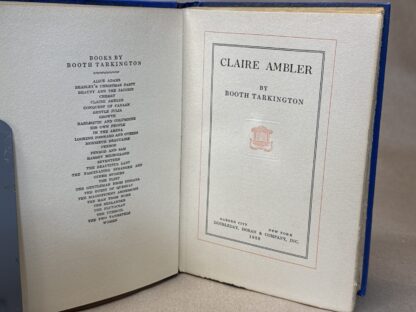 BOOKS BY
BOOTH TARKINGTON
ALICE ADAMS
BEASLEY'S CHRISTMAS PARTY
BEAUTY AND THE JACOBIN
CHERRY
CLAIRE AMBLER
CONQUEST OF CANAAN
GENTLE JULIA
GROWTH
HARLEQUIN AND COLUMBINE
HIS OWN PEOPLE
IN THE ARENA
LOOKING FORWARD AND OTHERS
MONSIEUR BEAUCAIRE
PENROD
PENROD AND SAM
RAMSEY MILHOLLAND
SEVENTEEN
THE BEAUTIFUL LADY
THE FASCINATING STRANGER AND
OTHER STORIES
THE FLIRT
THE GENTLEMAN FROM INDIANA
THE GUEST OF QUESNAY
THE MAGNIFICENT AMBERSONS
THE MAN FROM HOME
THE MIDLANDER
THE PLUTOCRAT
THE TURMOIL
THE TWO VANREVELS
WOMEN
CLAIRE AMBLER
BY
BOOTH TARKINGTON
GARDEN CITY NEW YORK
DOUBLEDAY, DORAN & COMPANY, INC.
1928